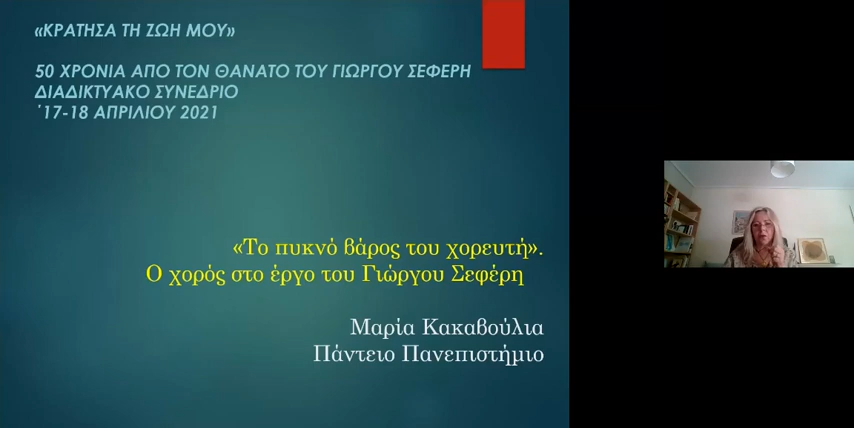 «ΚΡΑΤΗΣΑ ΤΗ ΖΩΗ ΜΟΥ»
50 ΧΡΟΝΙΑ ΑΠΟ ΤΟΝ ΘΑΝΑΤΟ ΤΟΥ ΓΙΩΡΓΟΥ ΣΕΦΕΡΗ
ΔΙΑΔΙΚΤΥΑΚΟ ΣΥΝΕΔΡΙΟ
΄17-18 ΑΠΡΙΛΙΟΥ 2021
«Το πυκνό βάρος του χορευτή».
Ο χορός στο έργο του Γιώργου Σεφέρη
Μαρία Κακαβούλια
Πάντειο Πανεπιστήμιο